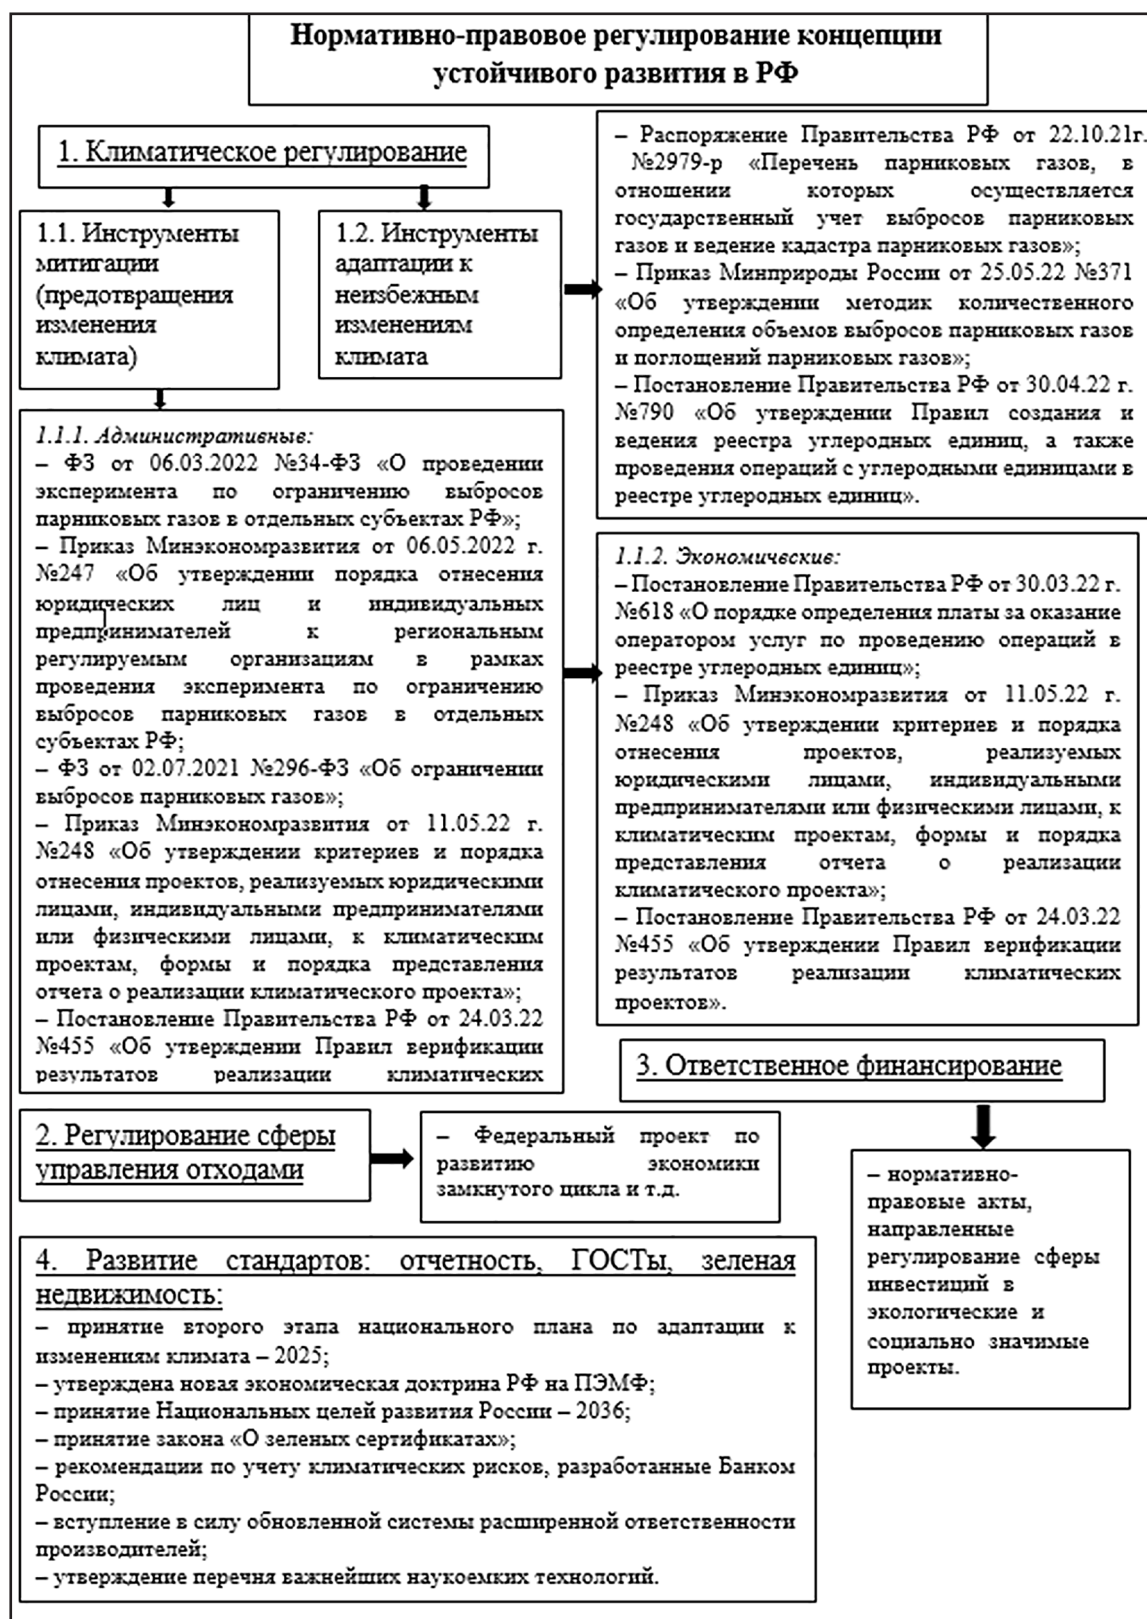 Нормативно-правовое регулирование концепции
устойчивого развития в РФ
1. Климатическое регулирование
1.1. Инструменты
митигации
(предотвращения
изменения
климата)
1.2. Инструменты
адаптации к
неизбежным
изменениям
климата
– Распоряжение Правительства РФ от 22.10.21г.
№2979-р «Перечень парниковых газов, в
отношении которых осуществляется
государственный учет выбросов парниковых
газов и ведение кадастра парниковых газов»;
– Приказ Минприроды России от 25.05.22 №371
«Об утверждении методик количественного
определения объемов выбросов парниковых газов
и поглощений парниковых газов»;
– Постановление Правительства РФ от 30.04.22 г.
№790 «Об утверждении Правил создания и
ведения реестра углеродных единиц, а также
проведения операций с углеродными единицами в
реестре углеродных единиц».
1.1.1. Административные:
– ФЗ от 06.03.2022 №34-ФЗ «О проведении
эксперимента по ограничению выбросов
парниковых газов в отдельных субъектах РФ»;
– Приказ Минэкономразвития от 06.05.2022 г.
№247 «Об утверждении порядка отнесения
юридических лиц и индивидуальных
предпринимателей к региональным
регулируемым организациям в рамках
проведения эксперимента по ограничению
выбросов парниковых газов в отдельных
субъектах РФ;
– ФЗ от 02.07.2021 №296-ФЗ «Об ограничении
выбросов парниковых газов»;
– Приказ Минэкономразвития от 11.05.22 г.
№248 «Об утверждении критериев и порядка
отнесения проектов, реализуемых юридическими
лицами, индивидуальными предпринимателями
или физическими лицами, к климатическим
проектам, формы и порядка представления
отчета о реализации климатического проекта»;
– Постановление Правительства РФ от 24.03.22
№455 «Об утверждении Правил верификации
результатов реализации климатических
1.1.2. Экономические:
– Постановление Правительства РФ от 30.03.22 г.
№618 «О порядке определения платы за оказание
оператором услуг по проведению операций в
реестре углеродных единиц»;
– Приказ Минэкономразвития от 11.05.22 г.
№248 «Об утверждении критериев и порядка
отнесения проектов, реализуемых
юридическими лицами, индивидуальными
предпринимателями или физическими лицами, к
климатическим проектам, формы и порядка
представления отчета о реализации
климатического проекта»;
– Постановление Правительства РФ от 24.03.22
№455 «Об утверждении Правил верификации
результатов реализации климатических
проектов».
3. Ответственное финансирование
2. Регулирование сферы
управления отходами
– Федеральный проект по
развитию экономики
замкнутого цикла и т.д.
– нормативно-
правовые акты,
направленные
регулирование сферы
инвестиций в
экологические и
социально значимые
проекты.
4. Развитие стандартов: отчетность, ГОСТы, зеленая
недвижимость:
– принятие второго этапа национального плана по адаптации к
изменениям климата – 2025;
– утверждена новая экономическая доктрина РФ на ПЭМФ;
– принятие Национальных целей развития России – 2036;
– принятие закона «О зеленых сертификатах»;
– рекомендации по учету климатических рисков, разработанные Банком
России;
– вступление в силу обновленной системы расширенной ответственности
производителей;
– утверждение перечня важнейших наукоемких технологий.